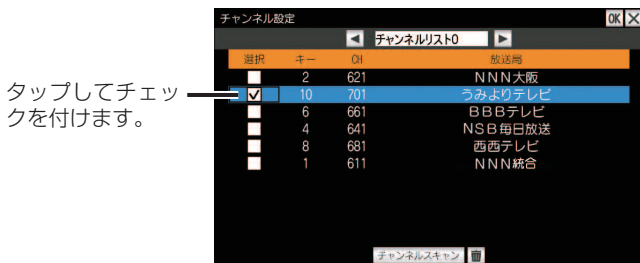 チャンネル設定 OK
チャンネルリスト0
選択 キー CH 放送局
2 621 NNN大阪
10 701 うみよりテレビ
6 661 BBBテレビ
4 641 NSB毎日放送
8 681 西西テレビ
1 611 NNN統合
チャンネルスキャン
タップしてチェッ
クを付けます。